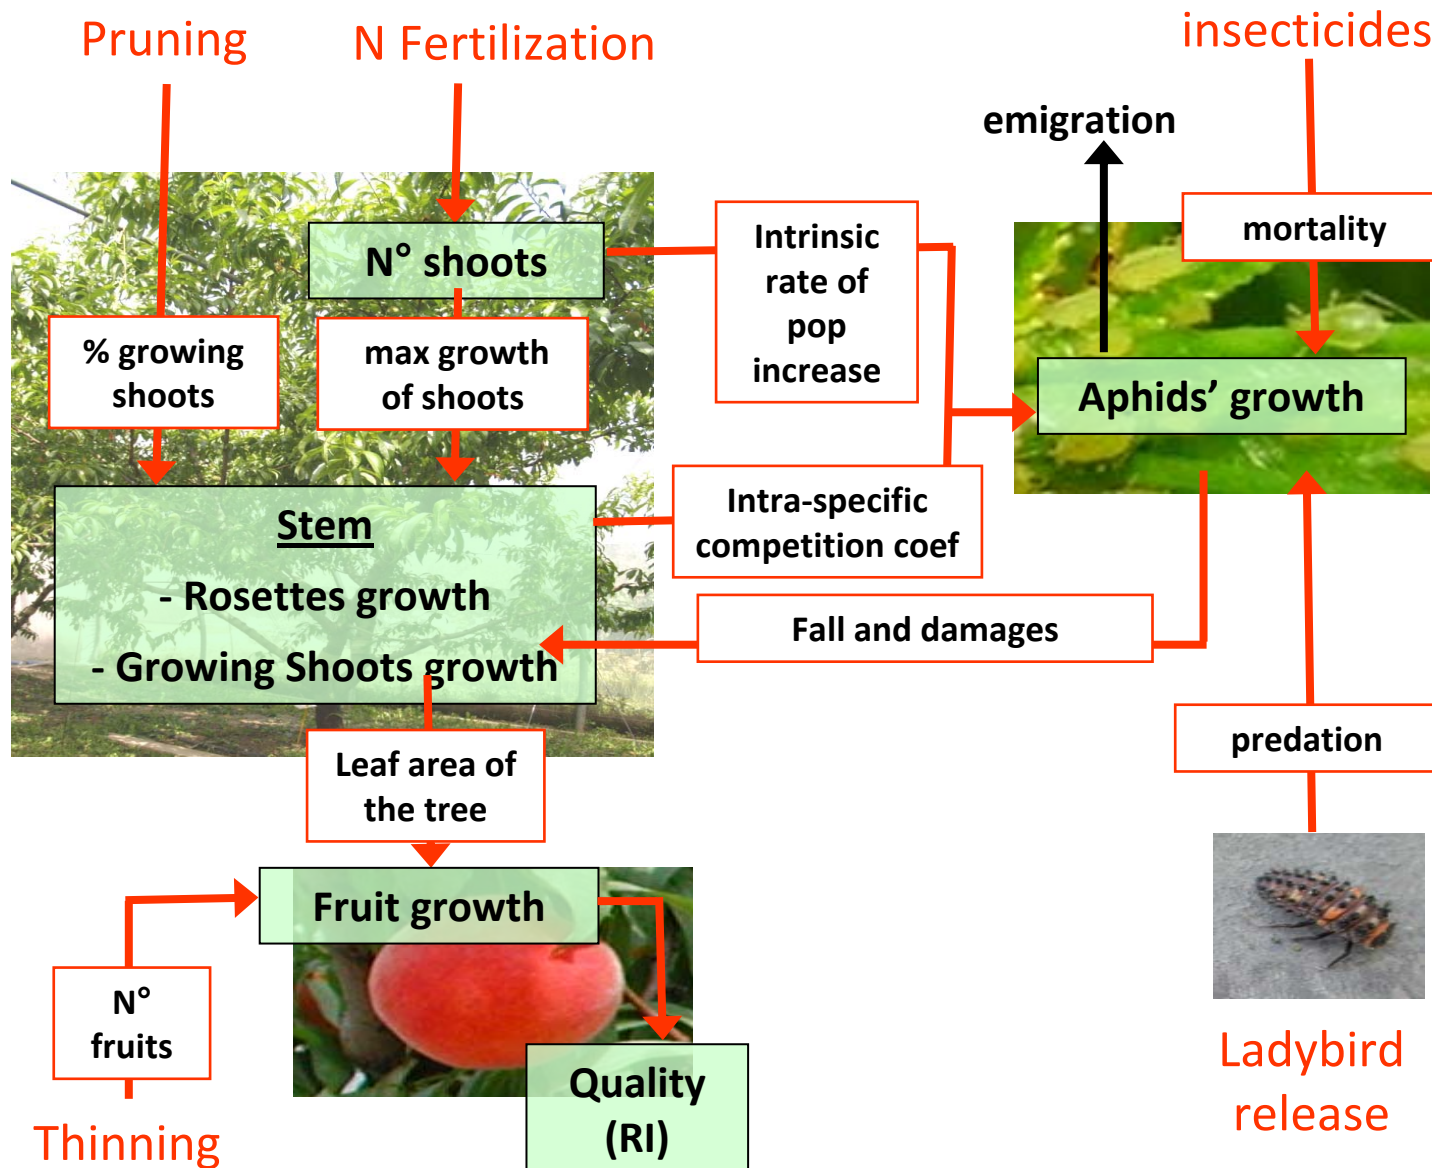 Pruning
N Fertilization
insecticides
emigration
mortality
N° shoots
Intrinsic
rate of
pop
increase
% growing
shoots
max growth
of shoots
Aphids’ growth
Stem
- Rosettes growth
- Growing Shoots growth
Intra-specific
competition coef
Fall and damages
predation
Leaf area of
the tree
Fruit growth
N°
fruits
Quality
(RI)
Thinning
Ladybird
release